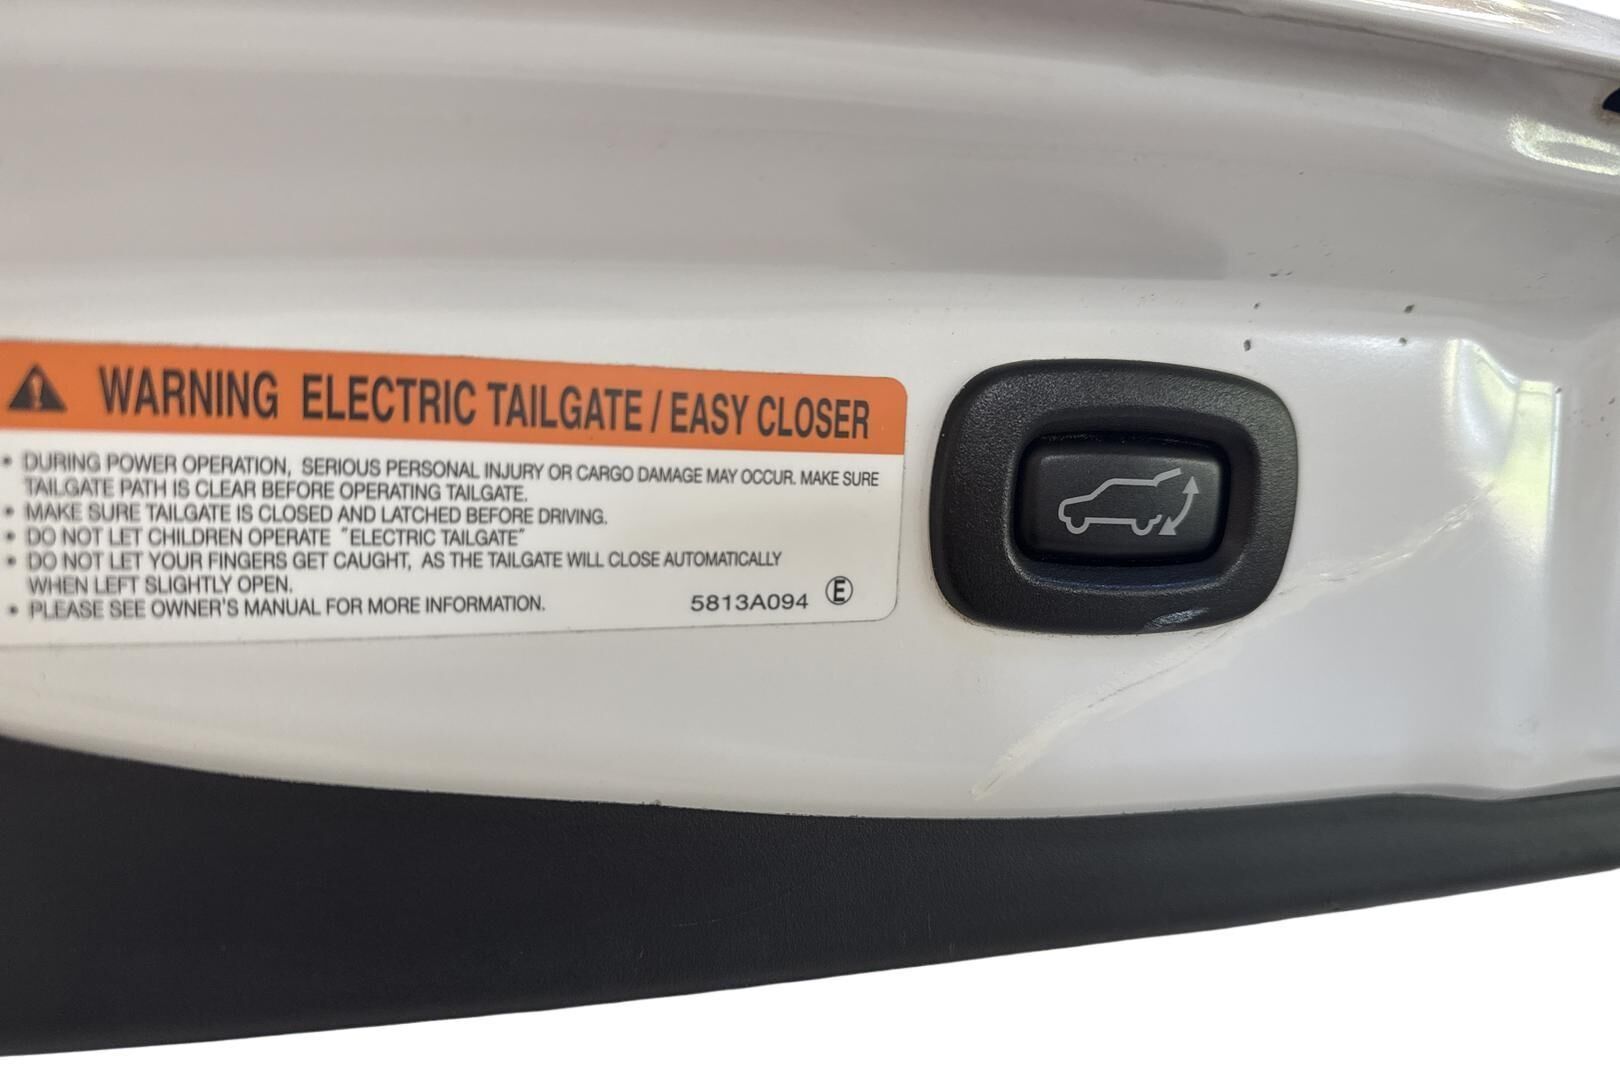 WARNING ELECTRIC TAILGATE / EASY CLOSER
• DURING POWER OPERATION, SERIOUS PERSONAL INJURY OR CARGO DAMAGE MAY OCCUR. MAKE SURE
TAILGATE PATH IS CLEAR BEFORE OPERATING TAILGATE.
• MAKE SURE TAILGATE IS CLOSED AND LATCHED BEFORE DRIVING.
• DO NOT LET CHILDREN OPERATE "ELECTRIC TAILGATE"
• DO NOT LET YOUR FINGERS GET CAUGHT, AS THE TAILGATE WILL CLOSE AUTOMATICALLY
WHEN LEFT SLIGHTLY OPEN.
• PLEASE SEE OWNER'S MANUAL FOR MORE INFORMATION.
5813A094 Ⓔ